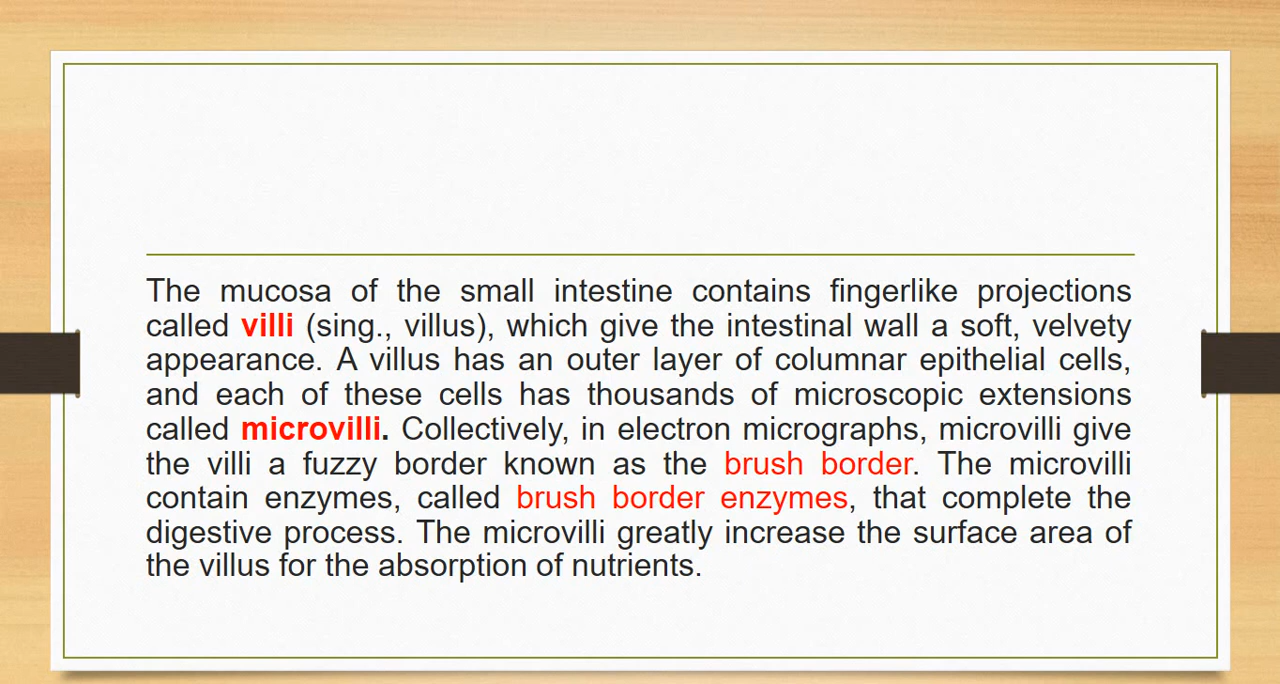 The mucosa of the small intestine contains fingerlike projections
called villi (sing., villus), which give the intestinal wall a soft, velvety
appearance. A villus has an outer layer of columnar epithelial cells,
and each of these cells has thousands of microscopic extensions
called microvilli. Collectively, in electron micrographs, microvilli give
the villi a fuzzy border known as the brush border. The microvilli
contain enzymes, called brush border enzymes, that complete the
digestive process. The microvilli greatly increase the surface area of
the villus for the absorption of nutrients.